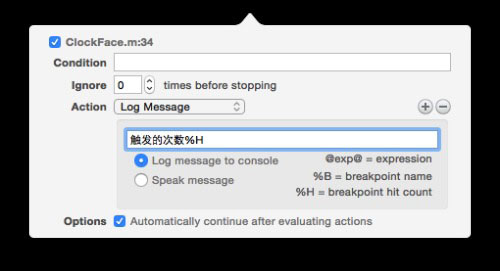 ClockFace.m:34
Condition
Ignore 0 times before stopping
Action Log Message
触发的次数%H
Log message to console @exp@ = expression
Speak message %B = breakpoint name
%H = breakpoint hit count
Options Automatically continue after evaluating actions